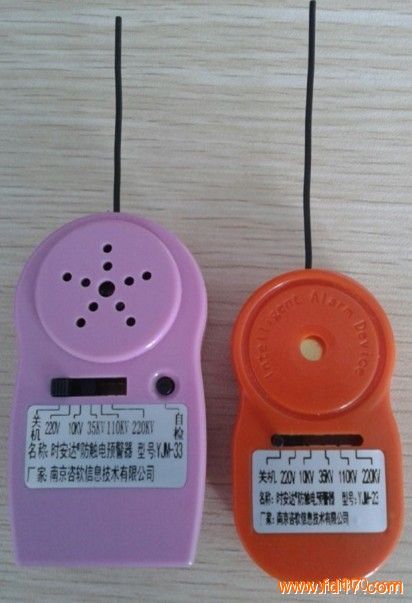 关机 220V 10KV 35KV 110KV 220KV 自检
名称: 时安达®防触电预警器 型号:YJM-33
厂家: 南京咨软信息技术有限公司
Intelligent Alarm Device
关机 220V 10KV 35KV 110KV 220KV
名称: 时安达®防触电预警器 型号:YJM-23
厂家: 南京咨软信息技术有限公司